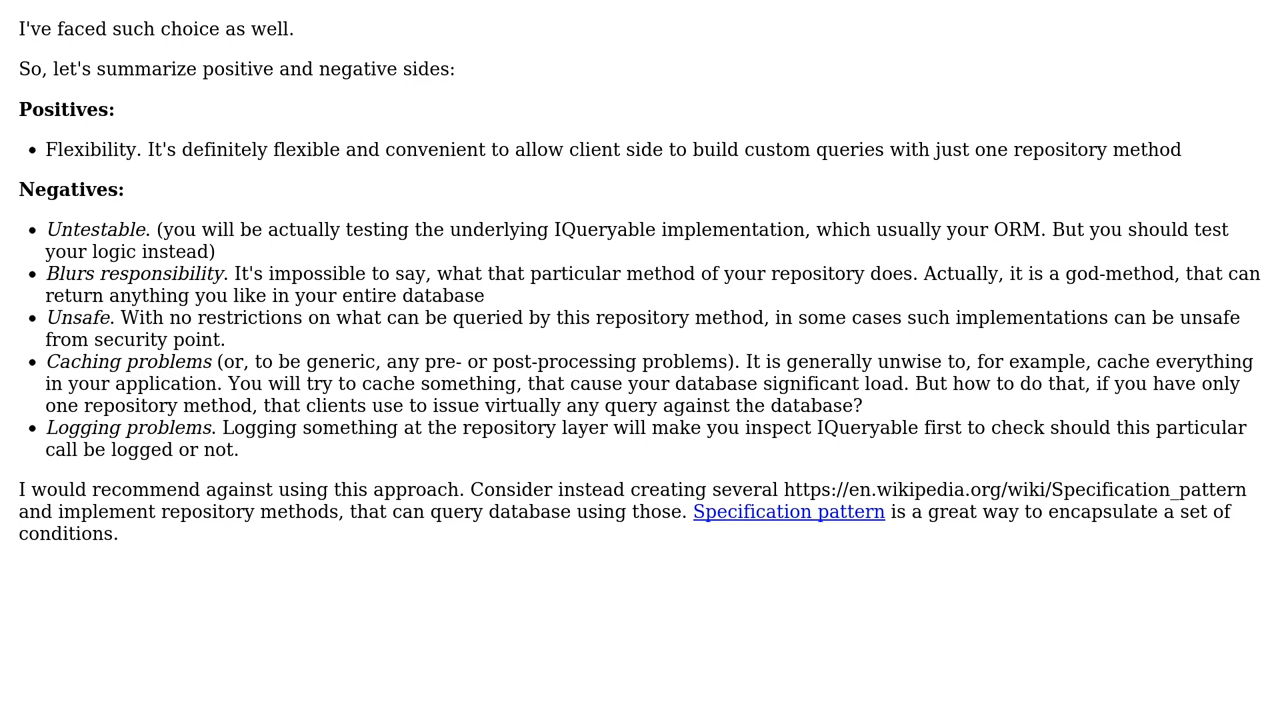 I've faced such choice as well.
So, let's summarize positive and negative sides:
Positives:
• Flexibility. It's definitely flexible and convenient to allow client side to build custom queries with just one repository method
Negatives:
• Untestable. (you will be actually testing the underlying IQueryable implementation, which usually your ORM. But you should test
your logic instead)
• Blurs responsibility. It's impossible to say, what that particular method of your repository does. Actually, it is a god-method, that can
return anything you like in your entire database
• Unsafe. With no restrictions on what can be queried by this repository method, in some cases such implementations can be unsafe
from security point.
• Caching problems (or, to be generic, any pre- or post-processing problems). It is generally unwise to, for example, cache everything
in your application. You will try to cache something, that cause your database significant load. But how to do that, if you have only
one repository method, that clients use to issue virtually any query against the database?
• Logging problems. Logging something at the repository layer will make you inspect IQueryable first to check should this particular
call be logged or not.
I would recommend against using this approach. Consider instead creating several https://en.wikipedia.org/wiki/Specification_pattern
and implement repository methods, that can query database using those. Specification pattern is a great way to encapsulate a set of
conditions.